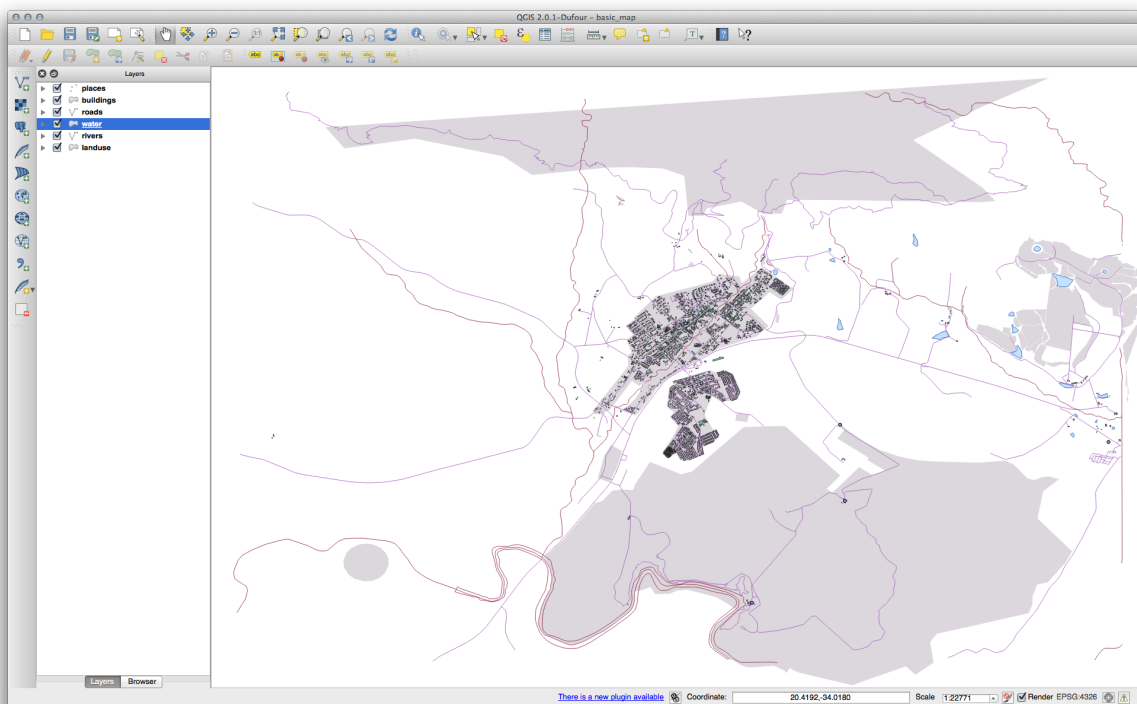 QGIS 2.0.1-Dufour - basic_map
Layers
places
buildings
roads
water
rivers
landuse
Layers
Browser
There is a new plugin available
Coordinate:
20.4192,-34.0180
Scale
1:22771
Render
EPSG:4326